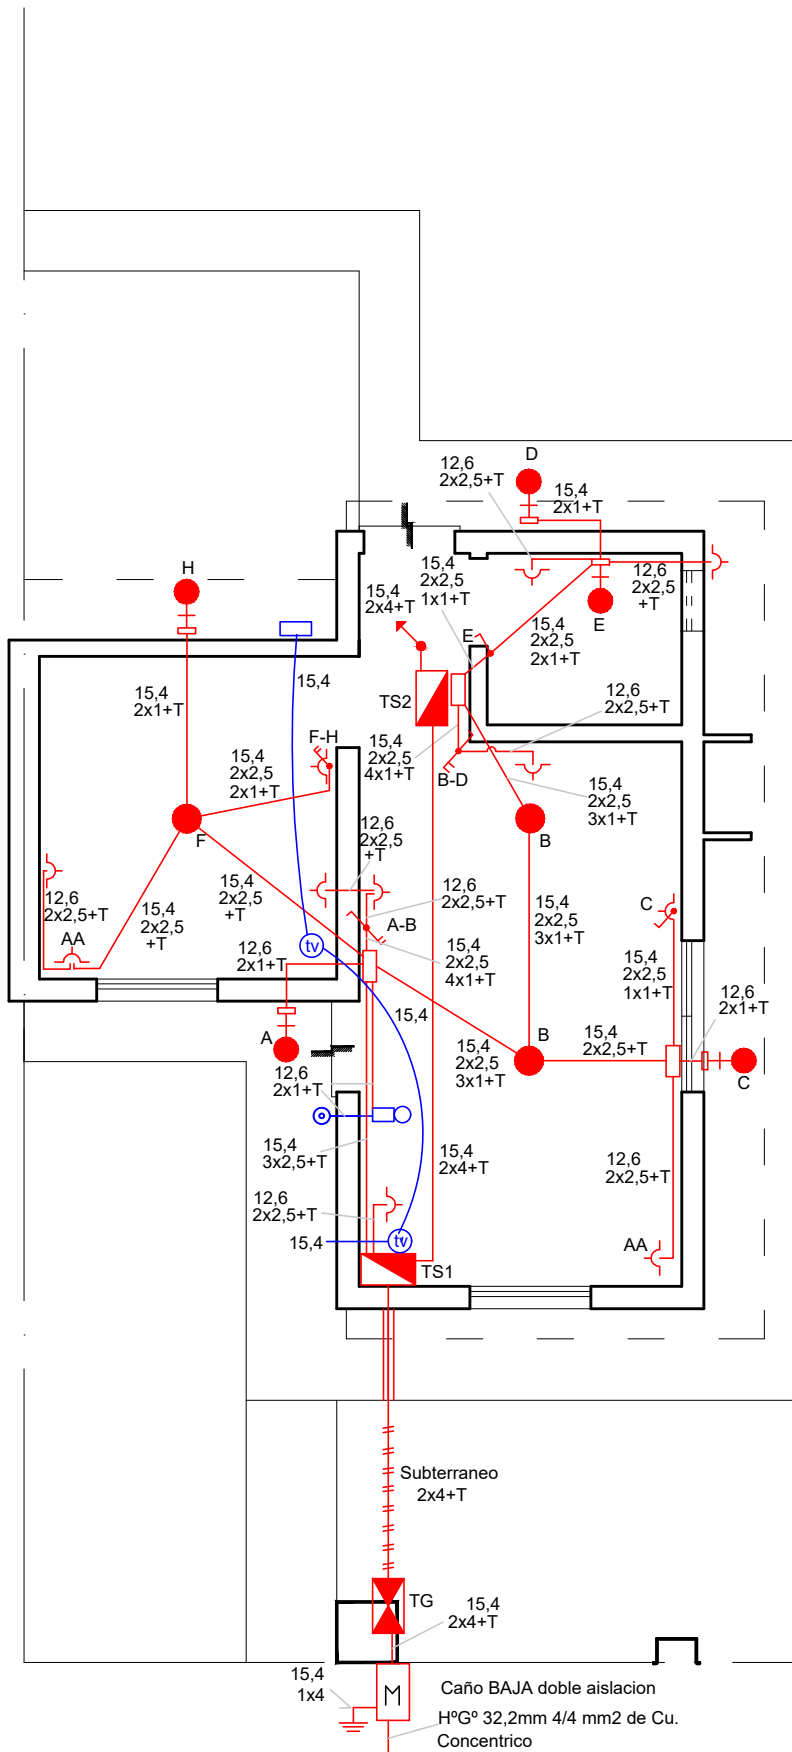 D
12,6
2x2,5+T
15,4
2x1+T
15,4
2x2,5
1x1+T
H
15,4
2x4+T
12,6
2x2,5
+T
E
15,4
2x2,5
2x1+T
E
15,4
15,4
2x1+T
TS2
12,6
2x2,5+T
F-H
15,4
2x2,5
4x1+T
B-D
15,4
2x2,5
2x1+T
15,4
2x2,5
3x1+T
F
B
12,6
2x2,5
+T
15,4
2x2,5
+T
12,6
2x2,5+T
12,6
2x2,5+T
15,4
2x2,5
+T
15,4
2x2,5
3x1+T
C
AA
A-B
12,6
2x1+T
tv
15,4
2x2,5
4x1+T
15,4
2x2,5
1x1+T
12,6
2x1+T
15,4
A
B
15,4
2x2,5+T
C
15,4
2x2,5
3x1+T
12,6
2x1+T
15,4
3x2,5+T
15,4
2x4+T
12,6
2x2,5+T
12,6
2x2,5+T
15,4
tv
AA
TS1
Subterraneo
2x4+T
TG
15,4
2x4+T
15,4
1x4
M
Caño BAJA doble aislacion
HºGº 32,2mm 4/4 mm2 de Cu.
Concentrico